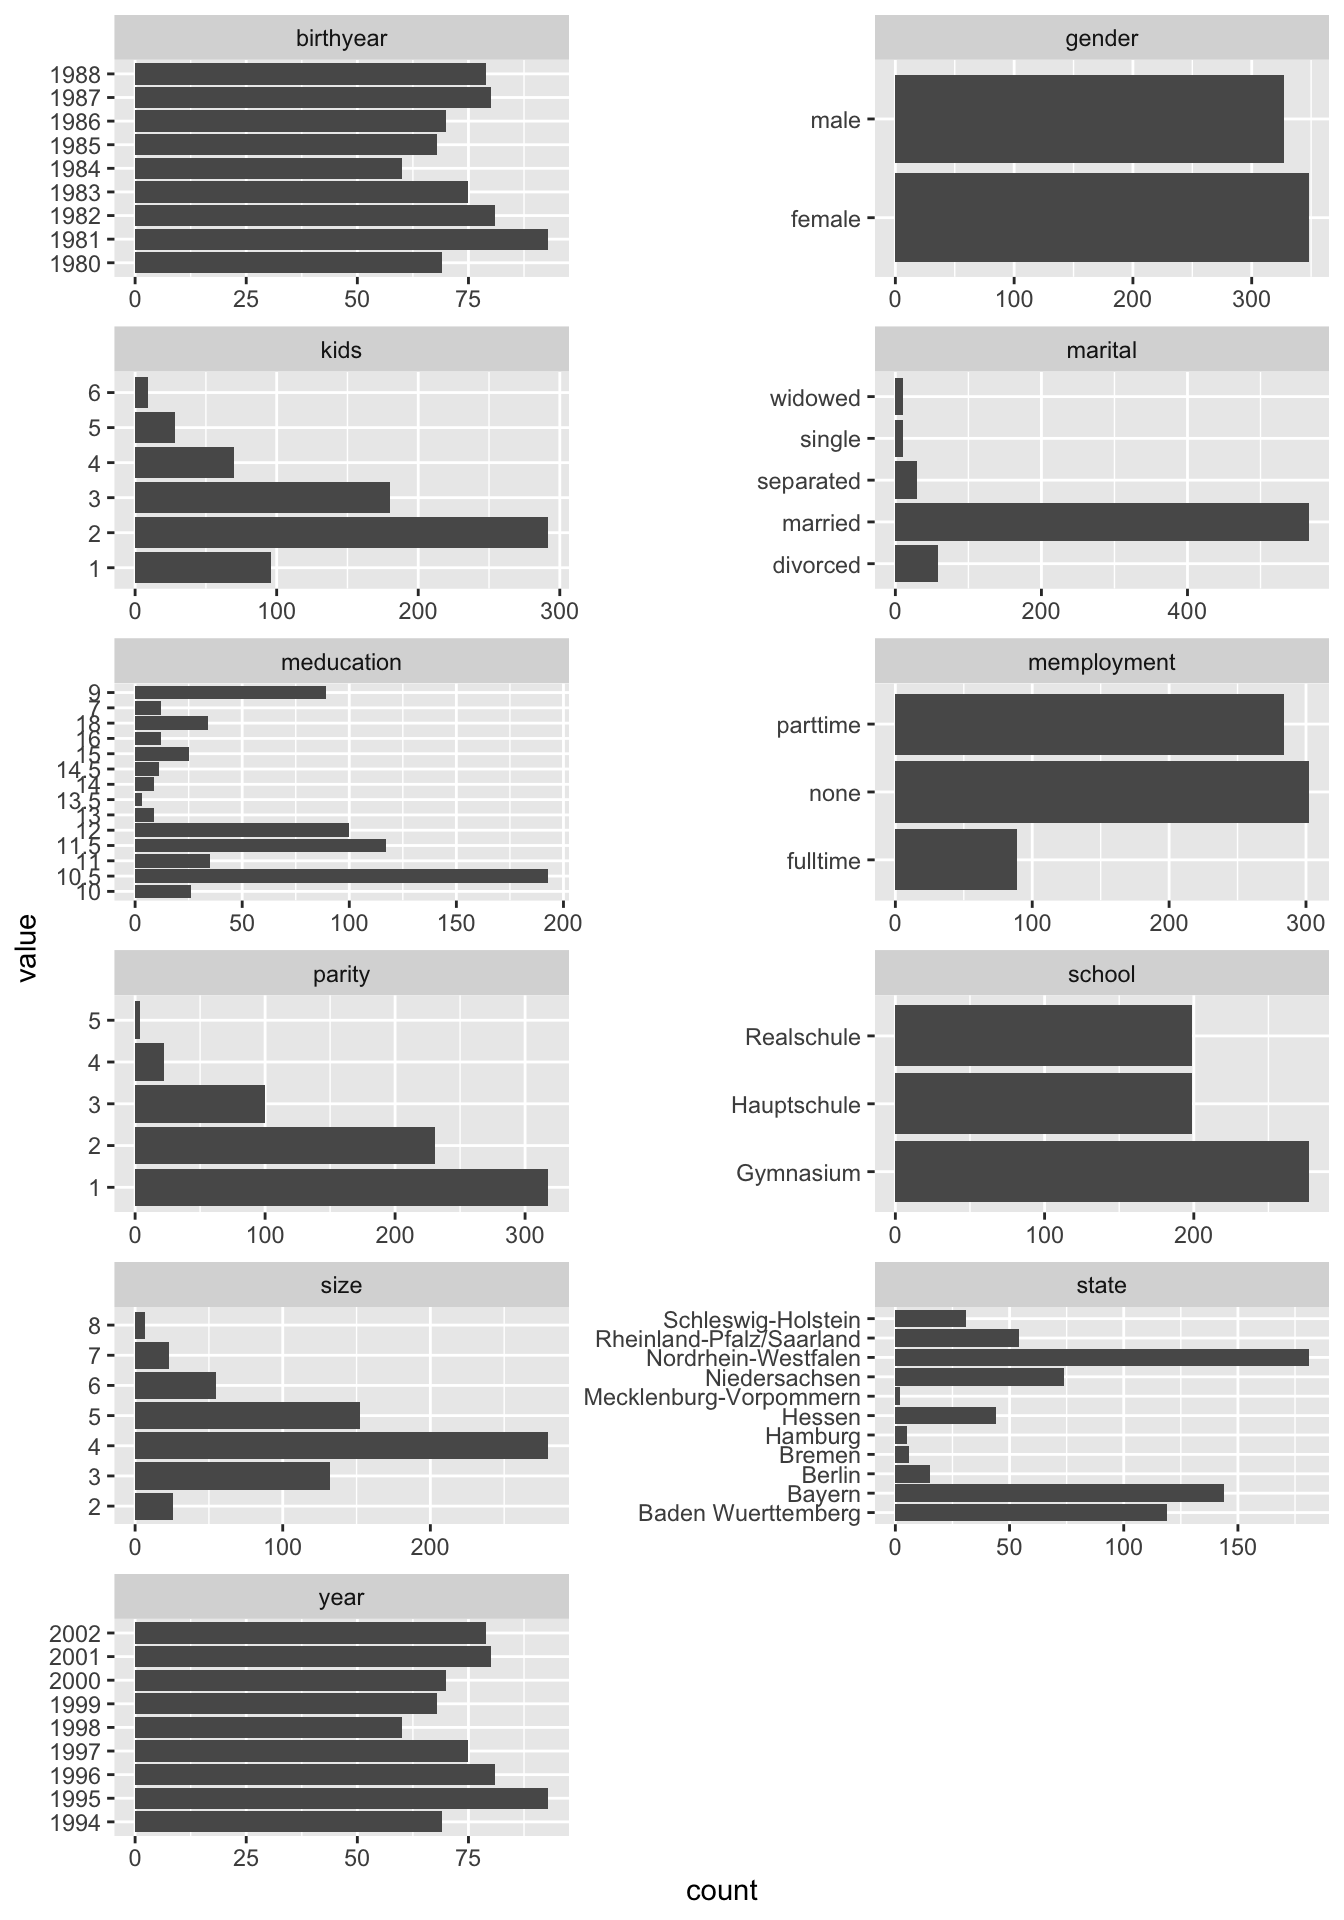 birthyear
1988
1987
1986
1985
1984
1983
1982
1981
1980
0 25 50 75
gender
male
female
0 100 200 300
kids
6
5
4
3
2
1
0 100 200 300
marital
widowed
single
separated
married
divorced
0 200 400
meducation
9
7
18
16
15
14.5
14
13.5
13
12
11.5
11
10.5
10
0 50 100 150 200
memployment
parttime
none
fulltime
0 100 200 300
value
parity
5
4
3
2
1
0 100 200 300
school
Realschule
Hauptschule
Gymnasium
0 100 200
size
8
7
6
5
4
3
2
0 100 200
state
Schleswig-Holstein
Rheinland-Pfalz/Saarland
Nordrhein-Westfalen
Niedersachsen
Mecklenburg-Vorpommern
Hessen
Hamburg
Bremen
Berlin
Bayern
Baden Wuerttemberg
0 50 100 150
year
2002
2001
2000
1999
1998
1997
1996
1995
1994
0 25 50 75
count